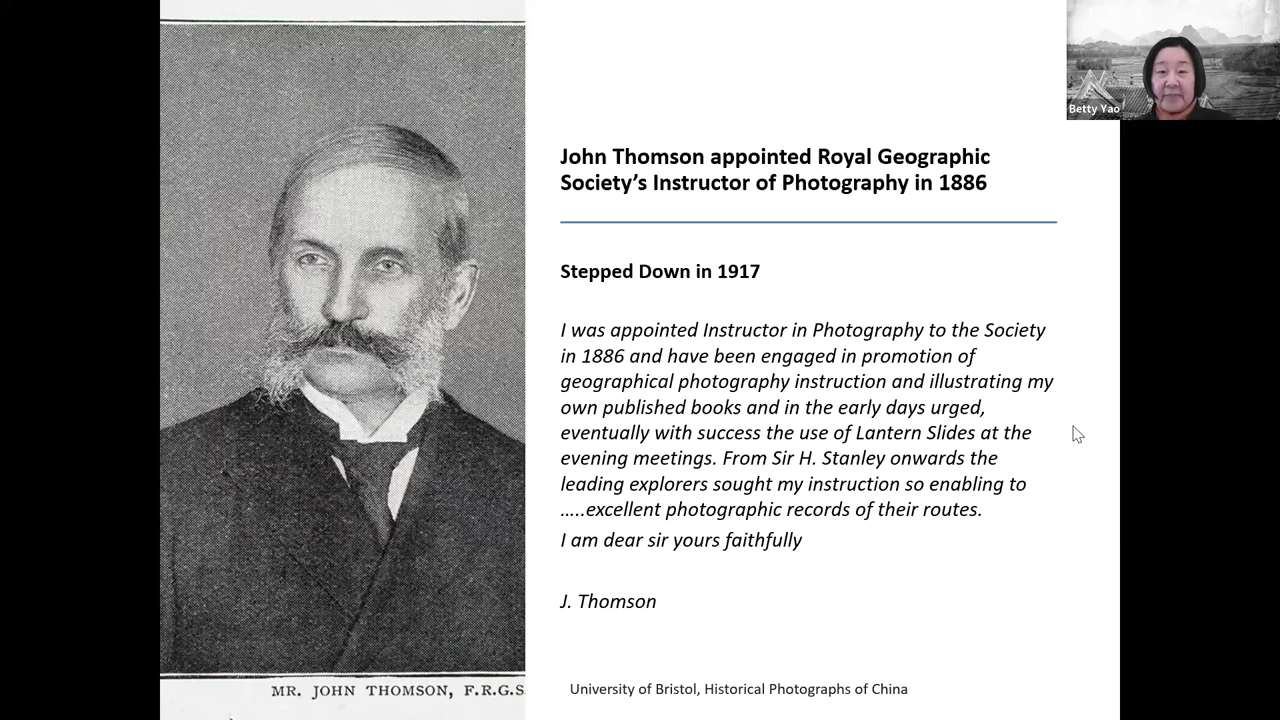 Betty Yao
John Thomson appointed Royal Geographic
Society’s Instructor of Photography in 1886
Stepped Down in 1917
I was appointed Instructor in Photography to the Society
in 1886 and have been engaged in promotion of
geographical photography instruction and illustrating my
own published books and in the early days urged,
eventually with success the use of Lantern Slides at the
evening meetings. From Sir H. Stanley onwards the
leading explorers sought my instruction so enabling to
…..excellent photographic records of their routes.
I am dear sir yours faithfully
J. Thomson
MR. JOHN THOMSON, F.R.G.S
University of Bristol, Historical Photographs of China